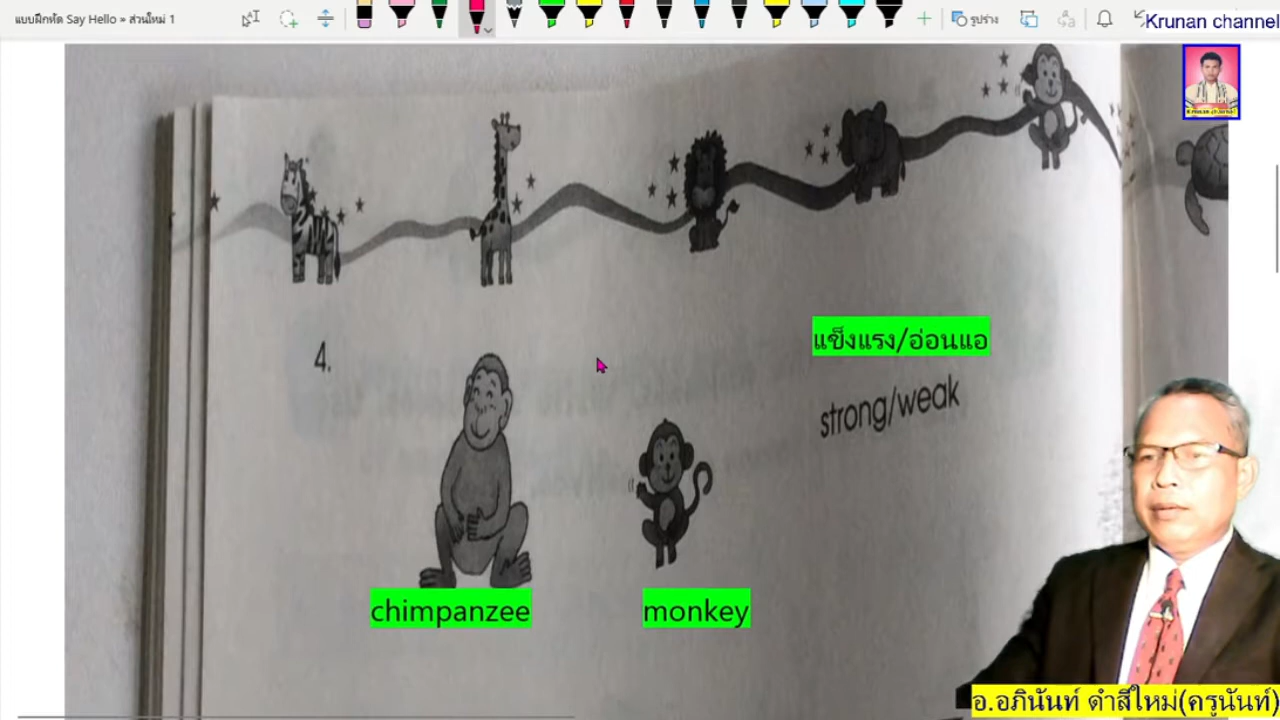 แบบฝึกหัด Say Hello » ส่วนใหม่ 1
รูปร่าง
Krunan channel
4.
แข็งแรง/อ่อนแอ
strong/weak
chimpanzee
monkey
อ.อภินันท์ ดำสีใหม่(ครูนันท์)